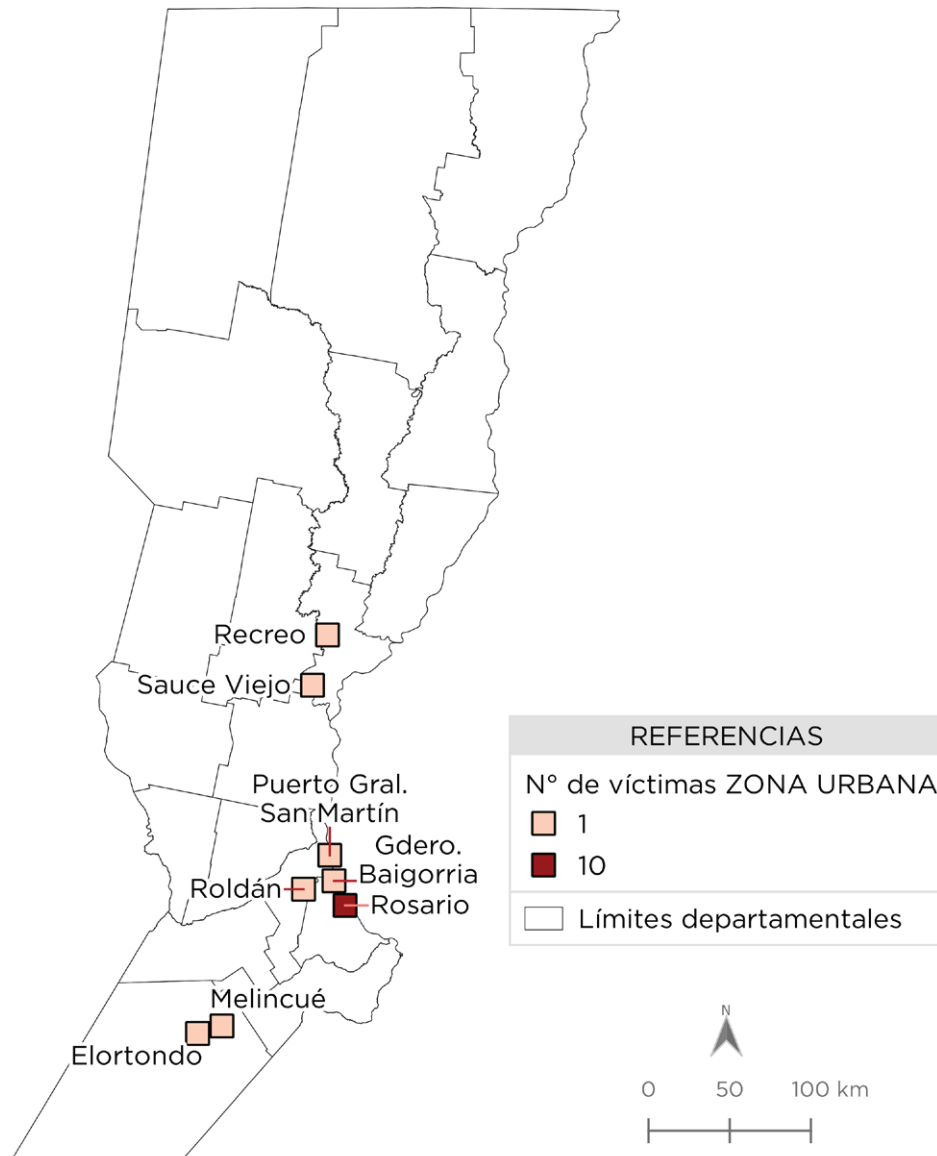 Recreo
Sauce Viejo
Puerto Gral.
San Martín
Gdero.
Baigorria
Roldán
Rosario
Melincué
Elortondo
REFERENCIAS
N° de víctimas ZONA URBANA
1
10
Límites departamentales
N
0 50 100 km